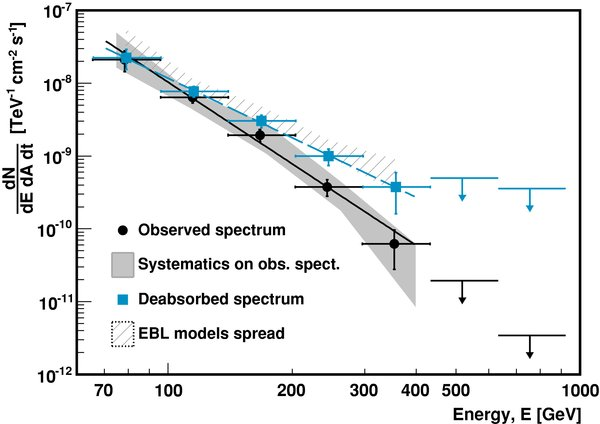 10⁻⁷
10⁻⁸
10⁻⁹
10⁻¹⁰
10⁻¹¹
10⁻¹²
dN
dE dA dt
[TeV⁻¹ cm⁻² s⁻¹]
Observed spectrum
Systematics on obs. spect.
Deabsorbed spectrum
EBL models spread
70 100 200 300 400 500 1000
Energy, E [GeV]